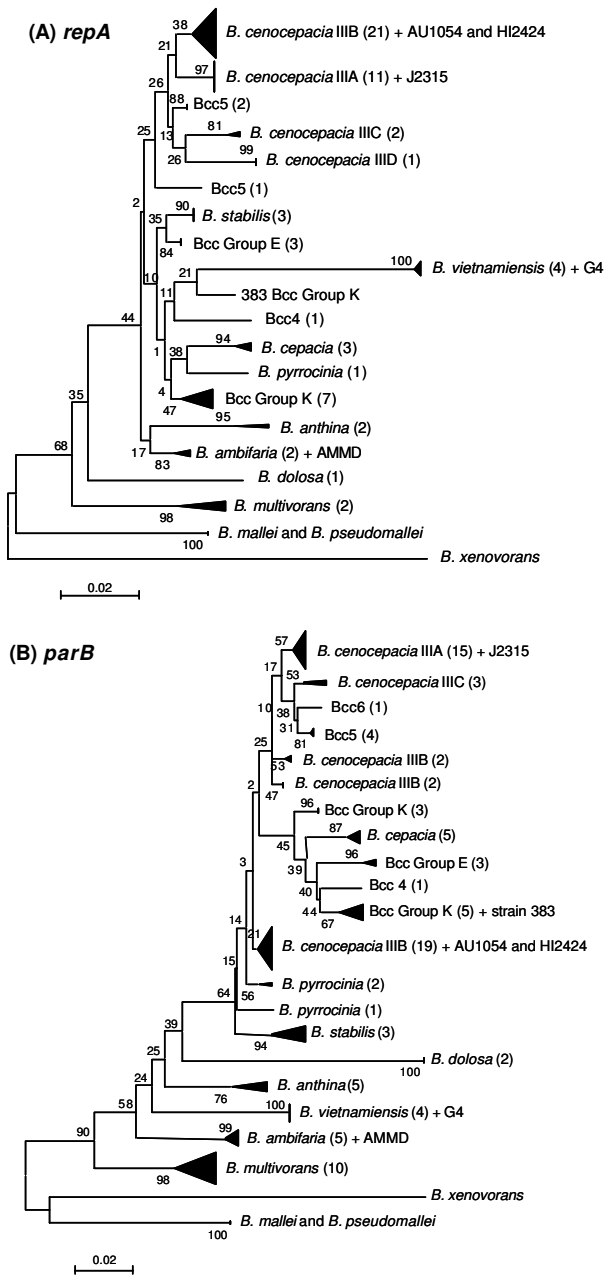 (A) repA
38 B. cenocepacia IIIB (21) + AU1054 and HI2424
21
97 B. cenocepacia IIIA (11) + J2315
26
88 Bcc5 (2)
13
81 B. cenocepacia IIIC (2)
25
99 B. cenocepacia IIID (1)
26
Bcc5 (1)
2
90 B. stabilis (3)
35
Bcc Group E (3)
84
100 B. vietnamiensis (4) + G4
10
21
11
383 Bcc Group K
Bcc4 (1)
44
94 B. cepacia (3)
1
38
B. pyrrocinia (1)
4
Bcc Group K (7)
47
35
95 B. anthina (2)
17
B. ambifaria (2) + AMMD
83
68
B. dolosa (1)
B. multivorans (2)
98
B. mallei and B. pseudomallei
100
B. xenovorans
0.02
(B) parB
57 B. cenocepacia IIIA (15) + J2315
17
53 B. cenocepacia IIIC (3)
10
38
Bcc6 (1)
31
Bcc5 (4)
81
25
B. cenocepacia IIIB (2)
53
B. cenocepacia IIIB (2)
47
2
96 Bcc Group K (3)
87 B. cepacia (5)
45
96 Bcc Group E (3)
39
3
40
Bcc 4 (1)
44
Bcc Group K (5) + strain 383
67
14
21
B. cenocepacia IIIB (19) + AU1054 and HI2424
15
B. pyrrocinia (2)
56
64
B. pyrrocinia (1)
B. stabilis (3)
94
39
B. dolosa (2)
100
25
B. anthina (5)
76
24
100 B. vietnamiensis (4) + G4
58
99 B. ambifaria (5) + AMMD
90
B. multivorans (10)
98
B. xenovorans
B. mallei and B. pseudomallei
100
0.02